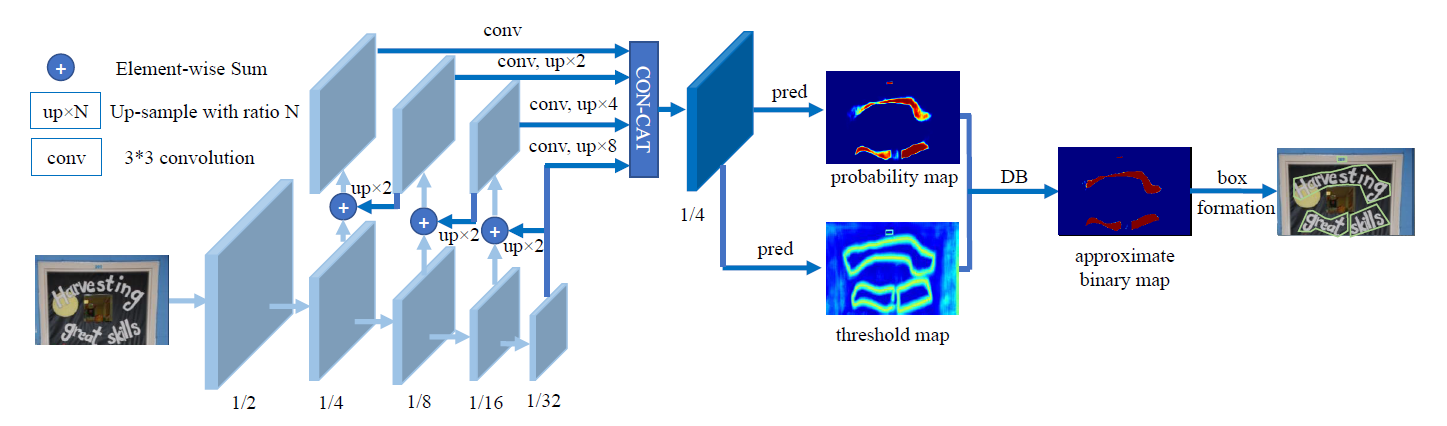 Element-wise Sum
up×N
Up-sample with ratio N
conv
3*3 convolution
conv
conv, up×2
conv, up×4
conv, up×8
CON-CAT
up×2
up×2
up×2
Harvesting
great skills
1/2
1/4
1/8
1/16
1/32
1/4
pred
pred
probability map
threshold map
DB
approximate
binary map
box
formation
Harvesting
great skills